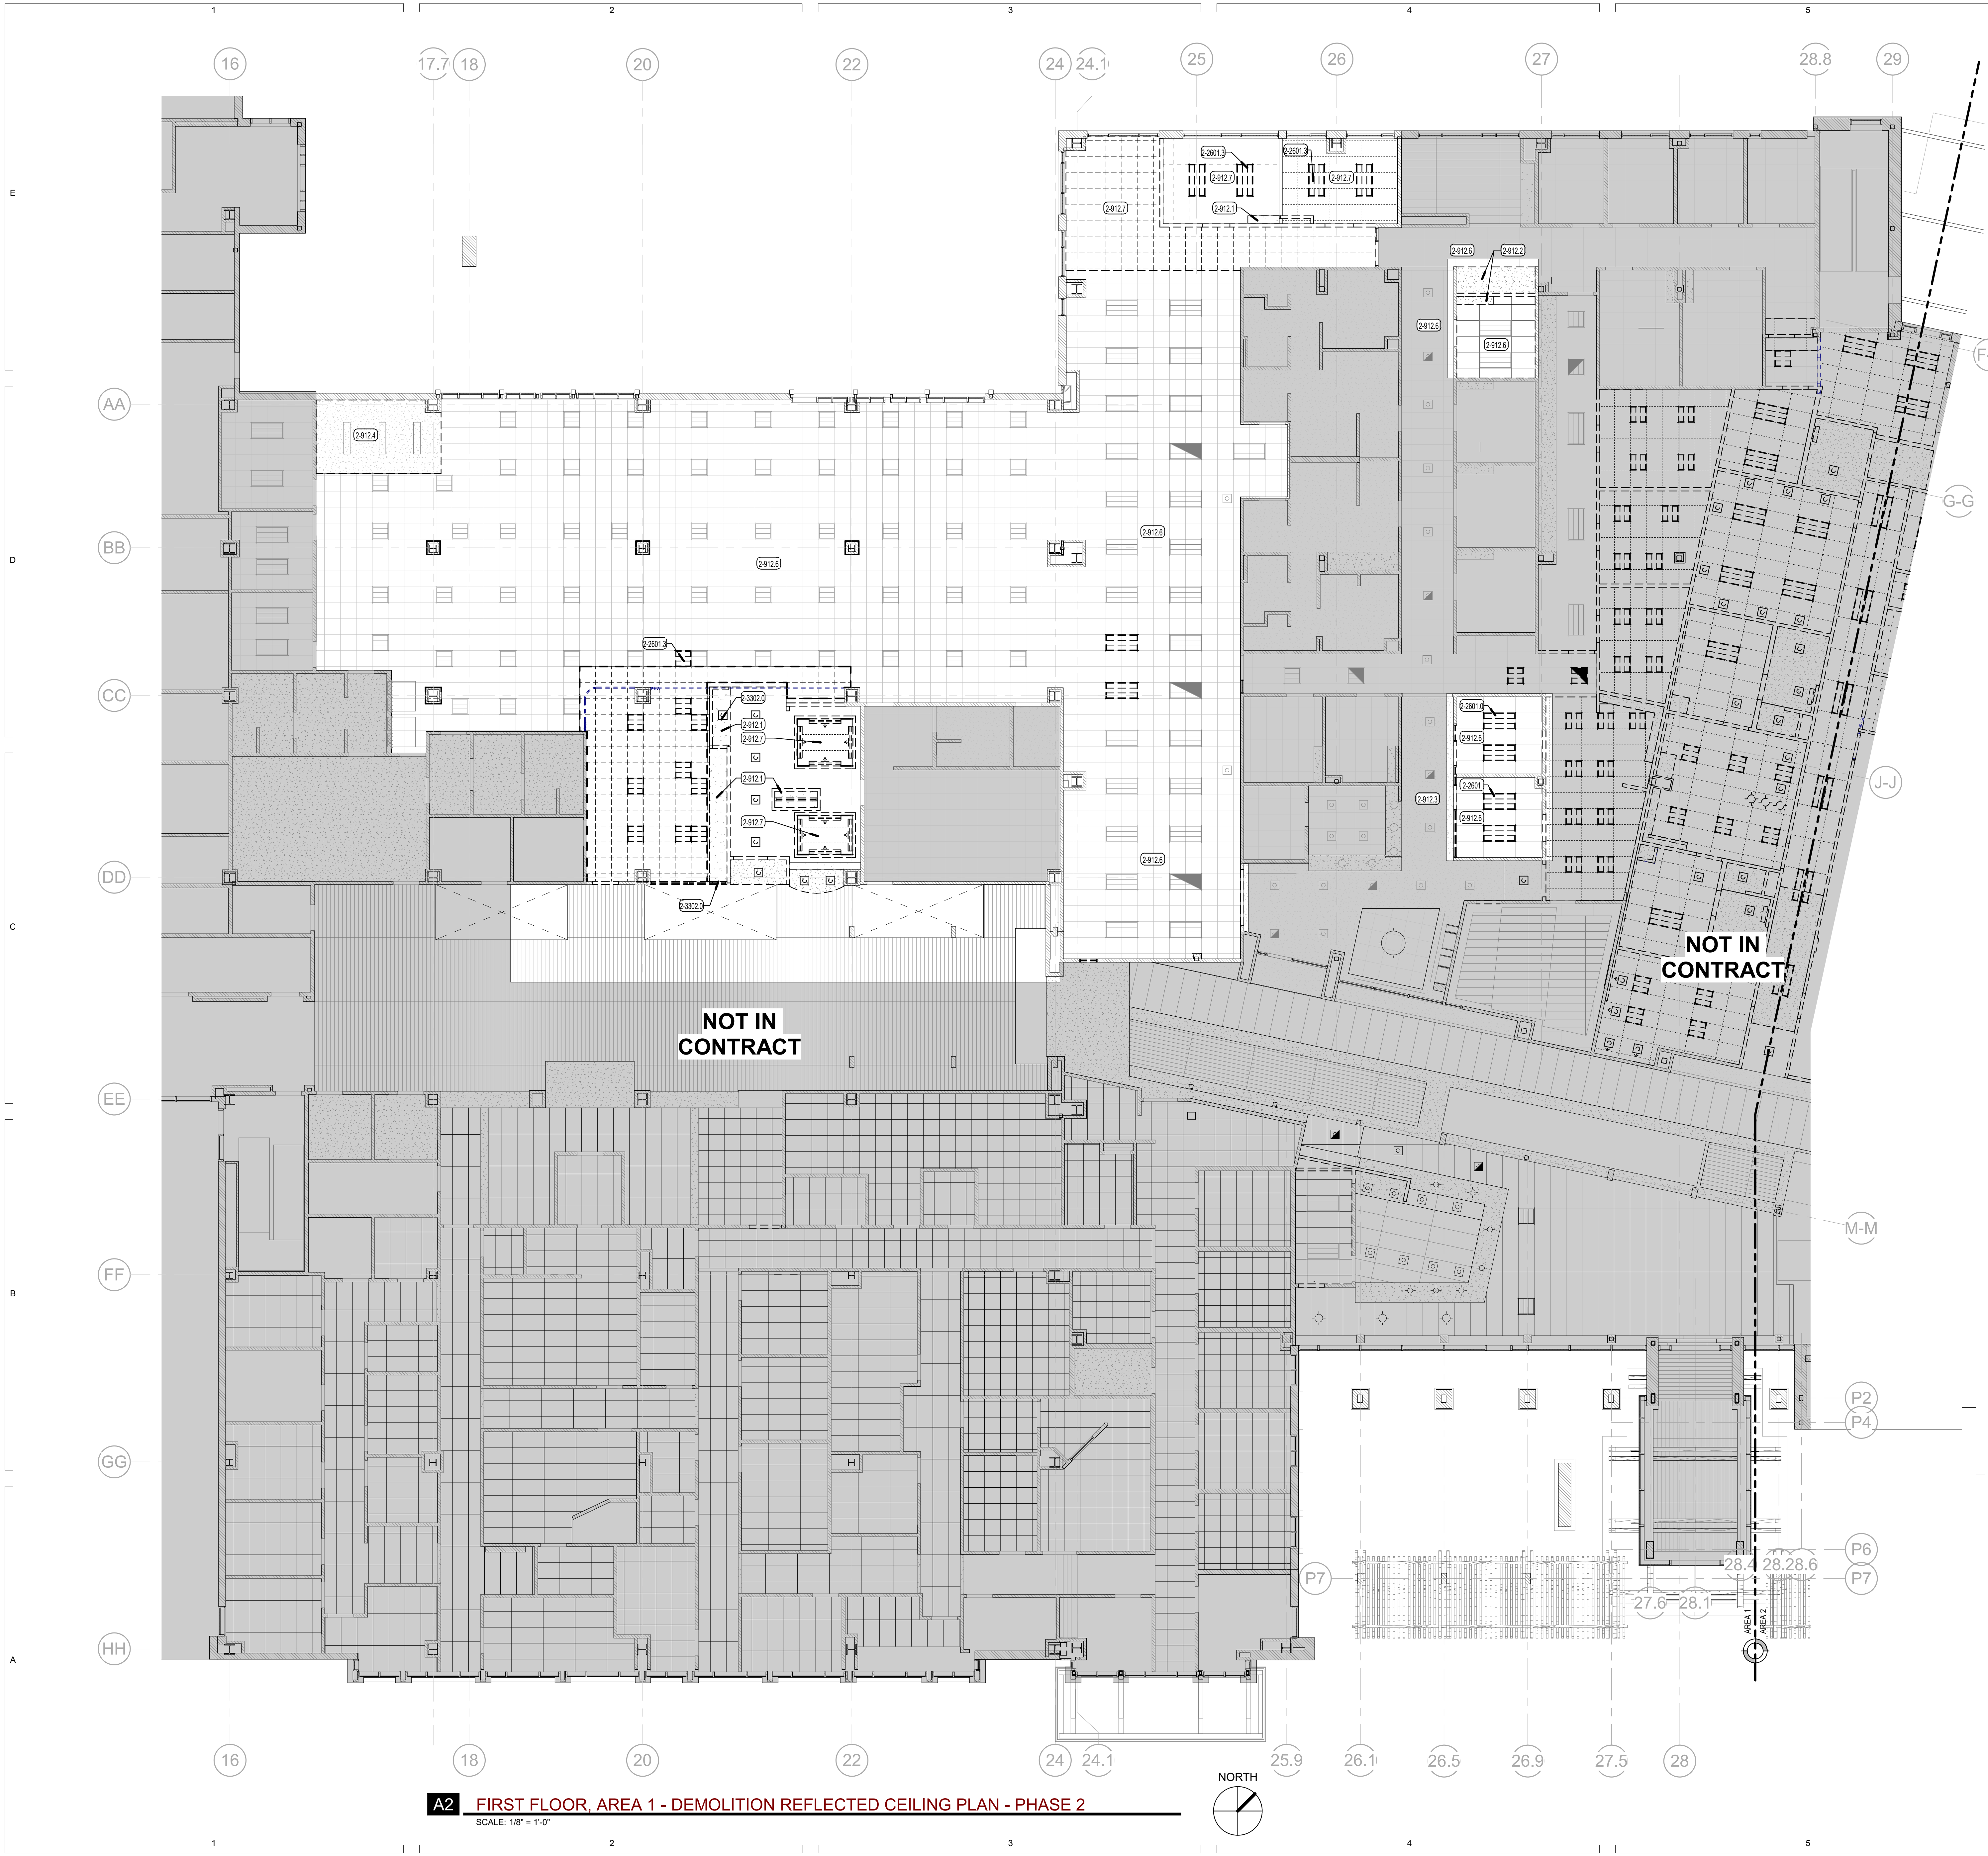 1
2
3
4
5
16
17.7
18
20
22
24
24.1
25
26
27
28.8
29
E
2-2601.3
2-2601.3
2-912.7
2-912.7
2-912.7
2-912.1
2-912.6
2-912.2
2-912.6
2-912.6
AA
2-912.4
D
G-G
BB
2-912.6
2-912.6
2-2601.3
CC
2-3302.0
2-912.1
2-912.7
2-2601.0
2-912.6
J-J
2-912.1
2-2601
2-912.3
2-912.7
2-912.6
2-912.6
DD
2-3302.0
C
NOT IN
CONTRACT
NOT IN
CONTRACT
EE
M-M
FF
B
P2
P4
GG
P6
28.4
28.6
P7
P7
27.6
28.1
AREA 1
AREA 2
HH
A
16
18
20
22
24
24.1
25.9
26.1
26.5
26.9
27.5
28
NORTH
A2
FIRST FLOOR, AREA 1 - DEMOLITION REFLECTED CEILING PLAN - PHASE 2
SCALE: 1/8" = 1'-0"
1
2
3
4
5